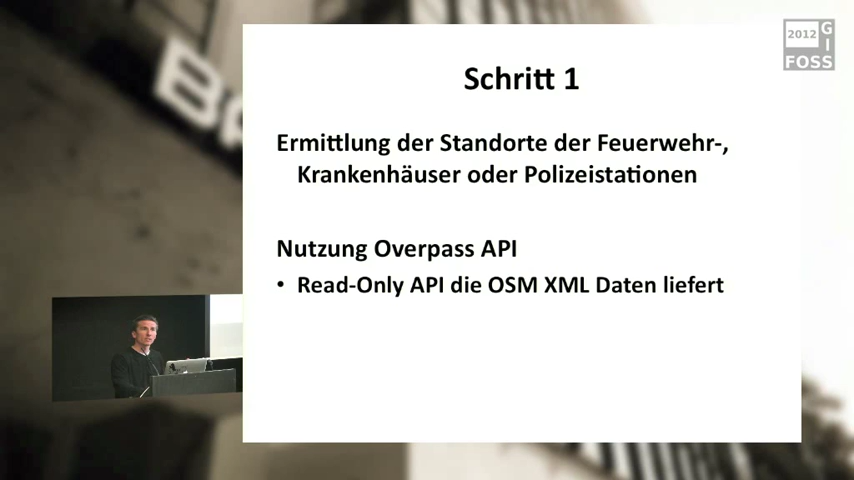 2012
GI
FOSS
Schritt 1
Ermittlung der Standorte der Feuerwehr-,
Krankenhäuser oder Polizeistationen
Nutzung Overpass API
• Read-Only API die OSM XML Daten liefert